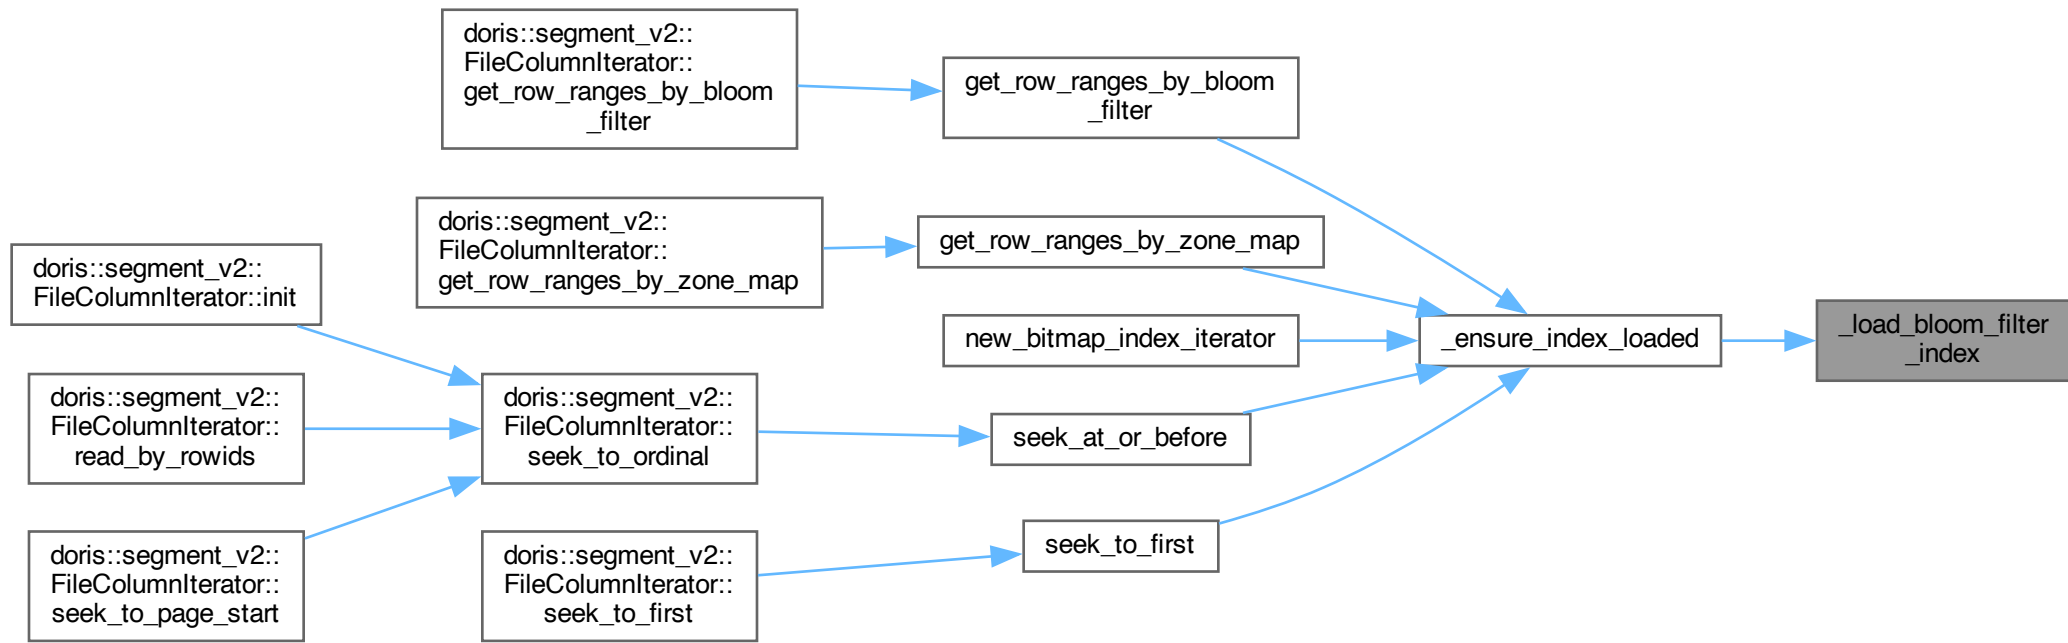 doris::segment_v2::
FileColumnIterator::
get_row_ranges_by_bloom
_filter
get_row_ranges_by_bloom
_filter
doris::segment_v2::
FileColumnIterator::
get_row_ranges_by_zone_map
get_row_ranges_by_zone_map
doris::segment_v2::
FileColumnIterator::init
new_bitmap_index_iterator
_ensure_index_loaded
_load_bloom_filter
_index
doris::segment_v2::
FileColumnIterator::
read_by_rowids
doris::segment_v2::
FileColumnIterator::
seek_to_ordinal
seek_at_or_before
doris::segment_v2::
FileColumnIterator::
seek_to_page_start
doris::segment_v2::
FileColumnIterator::
seek_to_first
seek_to_first